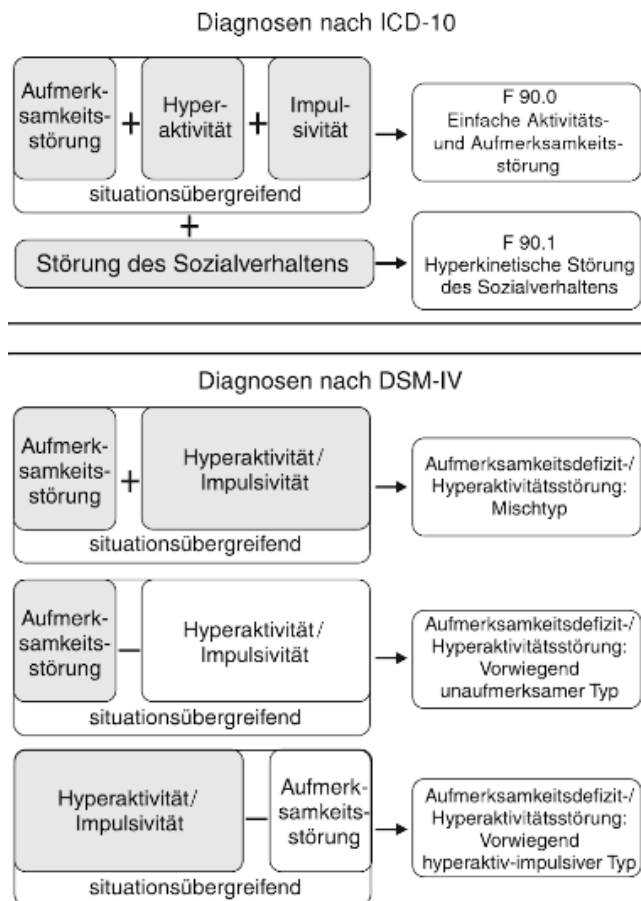 Diagnosen nach ICD-10
Aufmerk-
samkeits-
störung
+
Hyper-
aktivität
+
Impul-
sivität
situationsübergreifend
F 90.0
Einfache Aktivitäts-
und Aufmerksamkeits-
störung
+
Störung des Sozialverhaltens
F 90.1
Hyperkinetische Störung
des Sozialverhaltens
Diagnosen nach DSM-IV
Aufmerk-
samkeits-
störung
+
Hyperaktivität/
Impulsivität
situationsübergreifend
Aufmerksamkeitsdefizit-/
Hyperaktivitätsstörung:
Mischtyp
Aufmerk-
samkeits-
störung
–
Hyperaktivität/
Impulsivität
situationsübergreifend
Aufmerksamkeitsdefizit-/
Hyperaktivitätsstörung:
Vorwiegend
unaufmerksamer Typ
Hyperaktivität/
Impulsivität
–
Aufmerk-
samkeits-
störung
situationsübergreifend
Aufmerksamkeitsdefizit-/
Hyperaktivitätsstörung:
Vorwiegend
hyperaktiv-impulsiver Typ